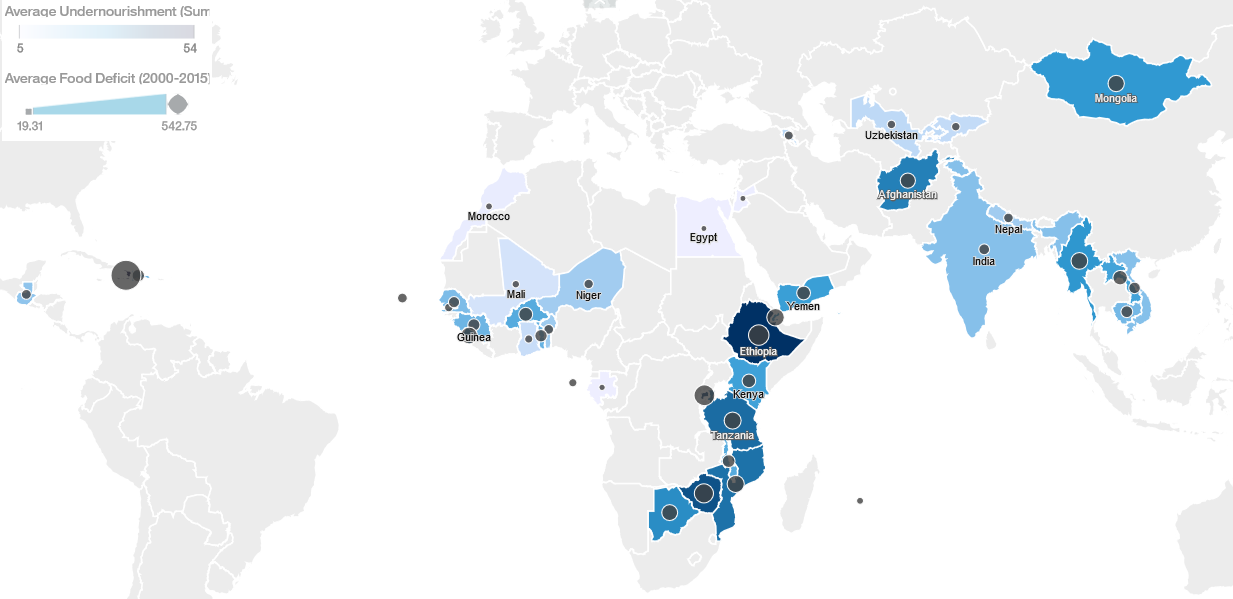 Average Undernourishment (Sum
5 54
Average Food Deficit (2000-2015)
19.31 542.75
Mongolia
Uzbekistan
Afghanistan
Morocco
Nepal
Egypt
India
Mali
Niger
Yemen
Guinea
Ethiopia
Kenya
Tanzania